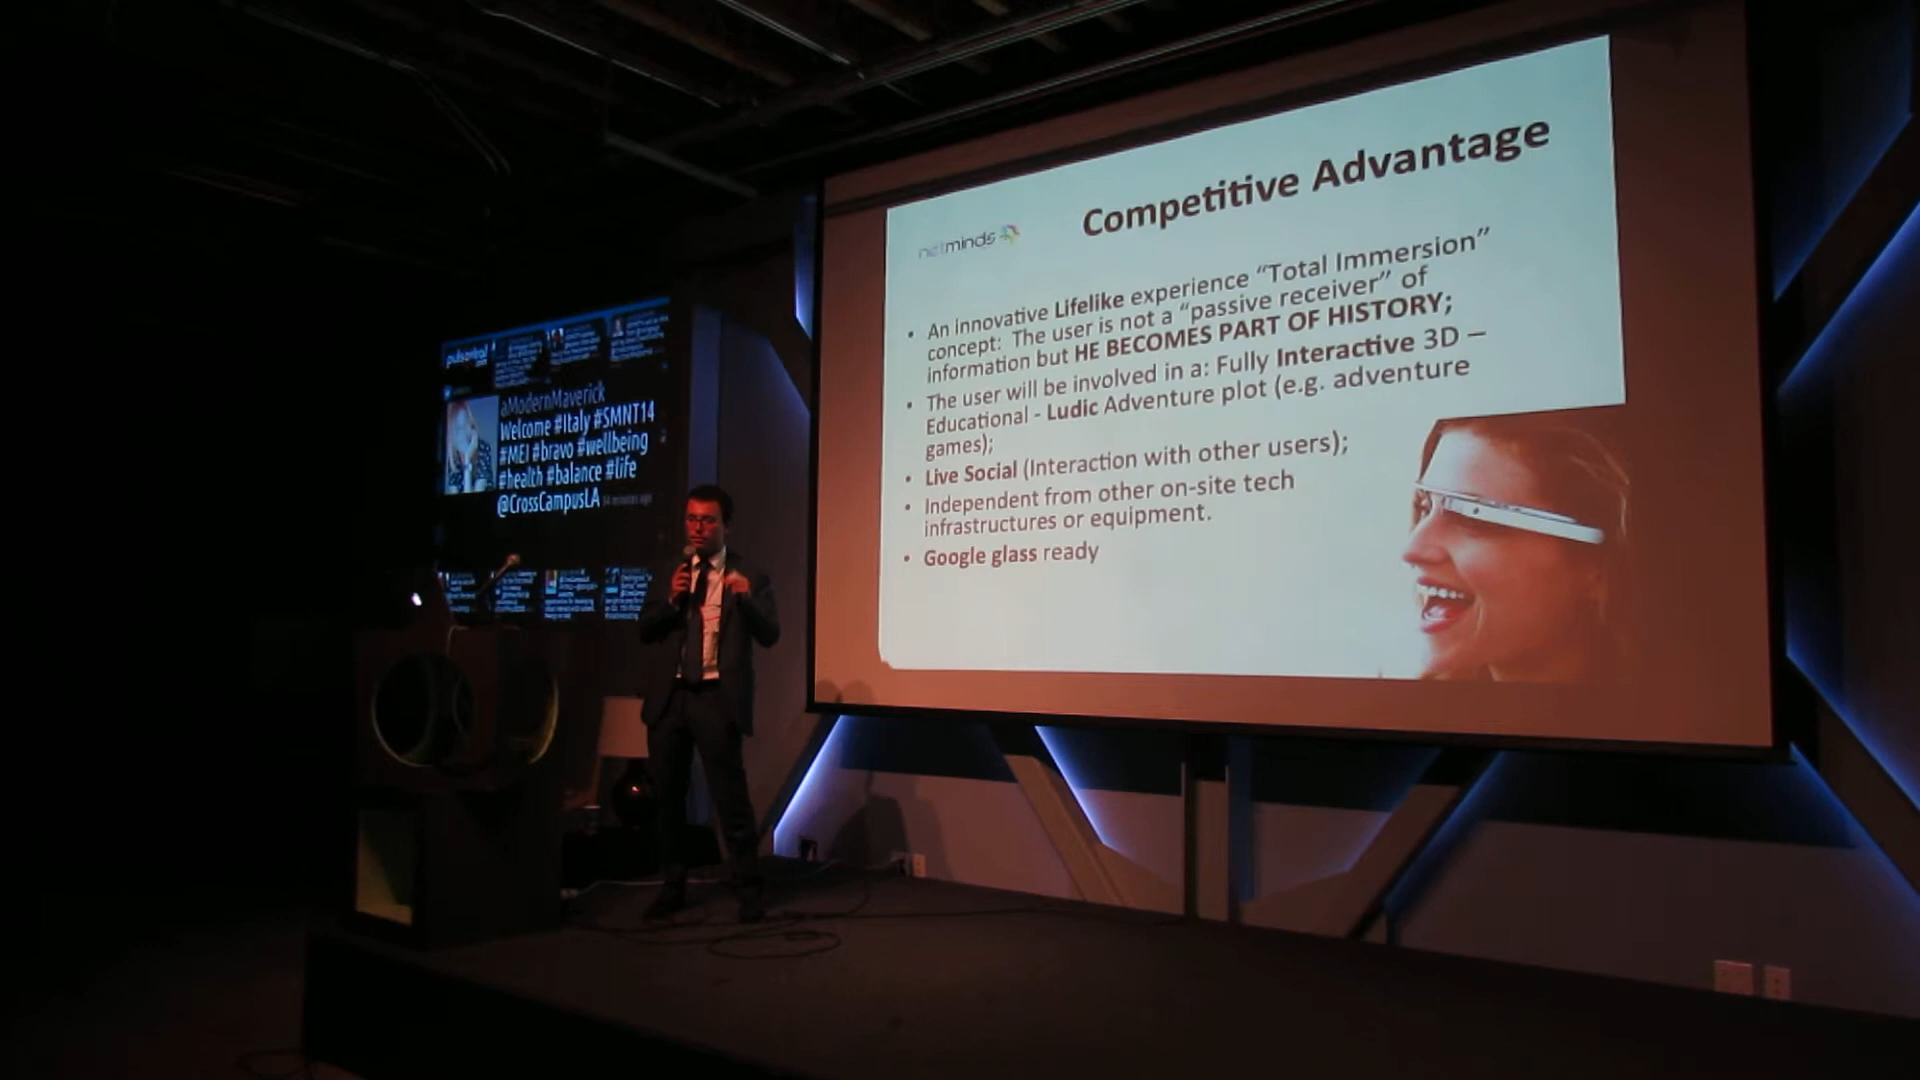 Competitive Advantage
netminds
• An innovative Lifelike experience “Total Immersion”
concept: The user is not a “passive receiver” of
information but HE BECOMES PART OF HISTORY;
• The user will be involved in a: Fully Interactive 3D –
Educational - Ludic Adventure plot (e.g. adventure
games);
• Live Social (Interaction with other users);
• Independent from other on-site tech
infrastructures or equipment.
• Google glass ready
aModernMaverick
Welcome #Italy #SMNT14
#MEI #bravo #wellbeing
#health #balance #life
@CrossCampusLA